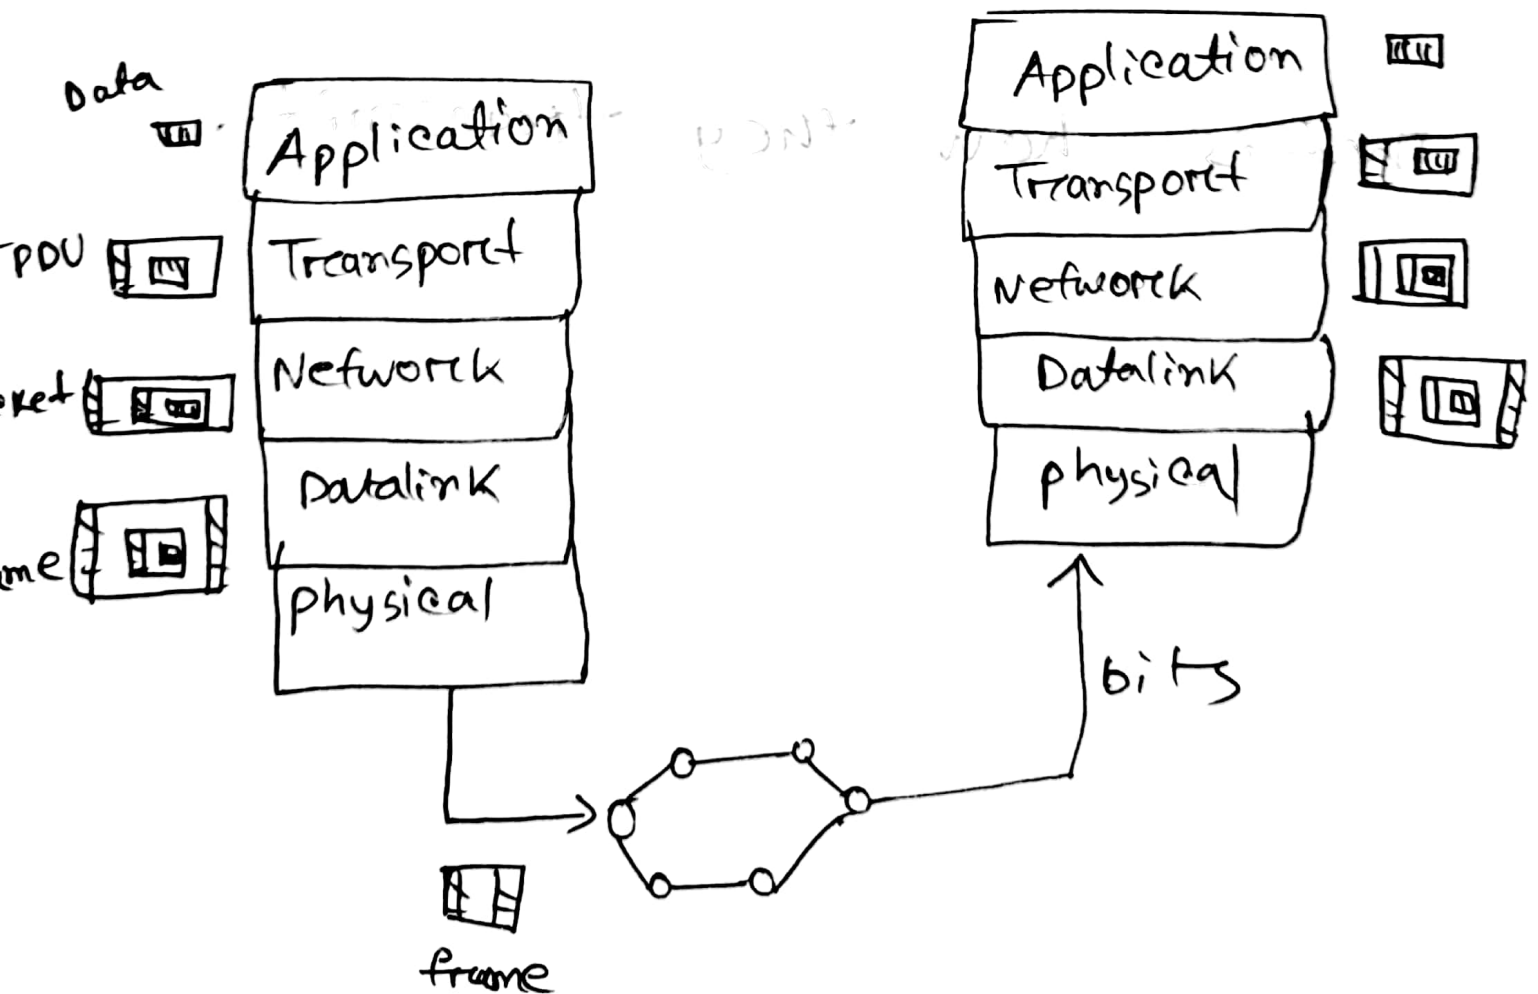 Data
Application
TPDU
Transport
Network
Datalink
physical
frame
Application
Transport
Network
Datalink
physical
bits